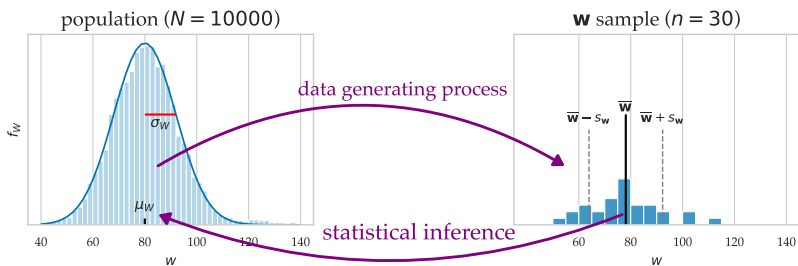 population (N = 10000)
w sample (n = 30)
data generating process
w̅
w̅ − s_w
w̅ + s_w
σ_W
f_W
μ_W
statistical inference
40 60 80 100 120 140
60 80 100 120 140
w
w